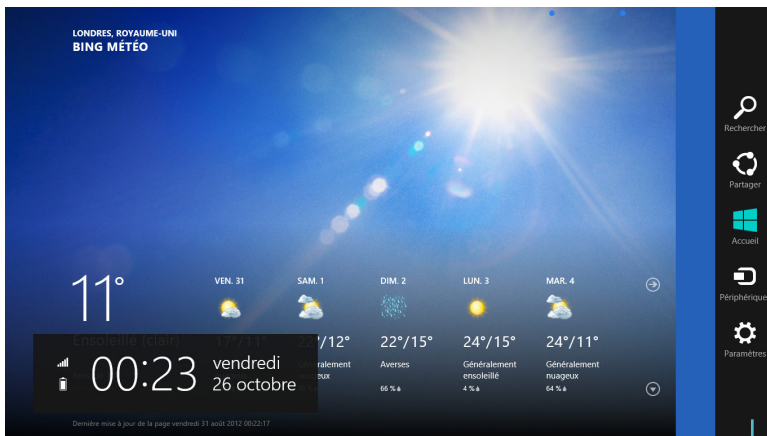 LONDRES, ROYAUME-UNI
BING MÉTÉO
Rechercher
Partager
Accueil
Périphérique
Paramètres
11°
Ensoleillé (clair)
VEN. 31
17°/11°
SAM. 1
22°/12°
Généralement
nuageux
DIM. 2
22°/15°
Averses
66 %
LUN. 3
24°/15°
Généralement
ensoleillé
4 %
MAR. 4
24°/11°
Généralement
nuageux
64 %
00:23
vendredi
26 octobre
Dernière mise à jour de la page vendredi 31 août 2012 00:22:17